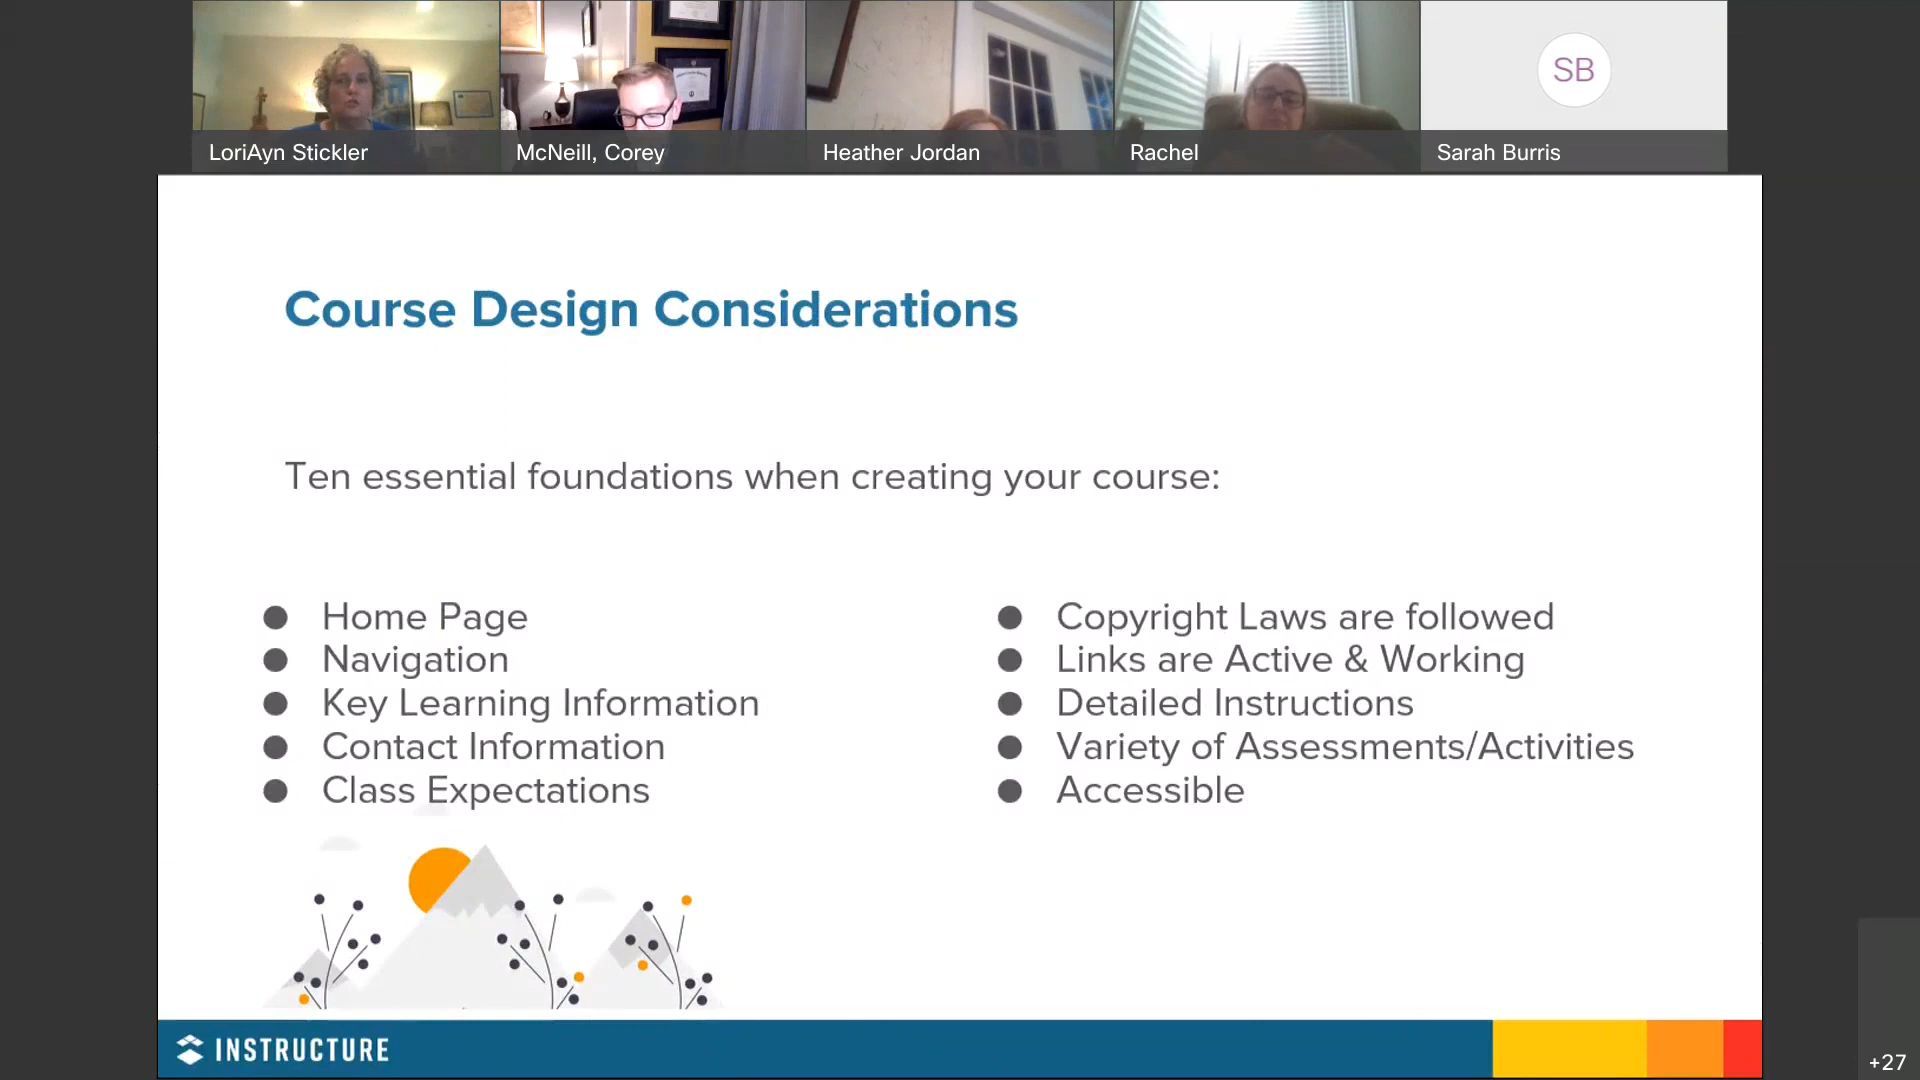 LoriAyn Stickler
McNeill, Corey
Heather Jordan
Rachel
SB
Sarah Burris
Course Design Considerations
Ten essential foundations when creating your course:
● Home Page
● Navigation
● Key Learning Information
● Contact Information
● Class Expectations
● Copyright Laws are followed
● Links are Active & Working
● Detailed Instructions
● Variety of Assessments/Activities
● Accessible
INSTRUCTURE
+27